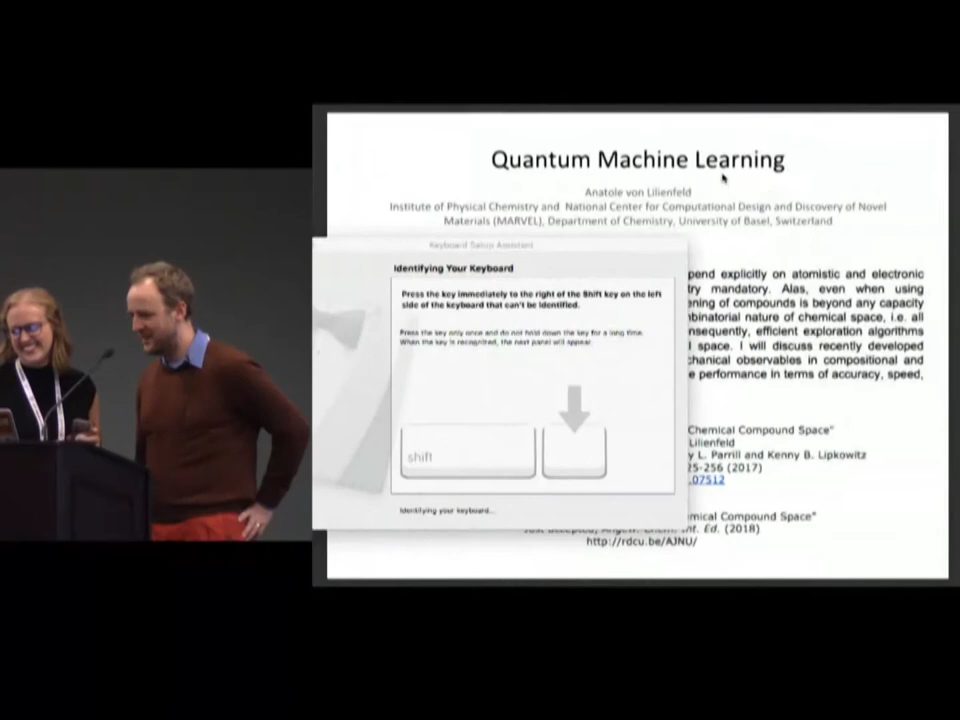 Quantum Machine Learning
Anatole von Lilienfeld
Institute of Physical Chemistry and National Center for Computational Design and Discovery of Novel
Materials (MARVEL), Department of Chemistry, University of Basel, Switzerland
Keyboard Setup Assistant
Identifying Your Keyboard
Press the key immediately to the right of the Shift key on the left
side of the keyboard that can't be identified.
Press the key only once and do not hold down the key for a long time.
When the key is recognized, the next panel will appear.
shift
Identifying your keyboard...
pend explicitly on atomistic and electronic
try mandatory. Alas, even when using
ening of compounds is beyond any capacity
binatorial nature of chemical space, i.e. all
nsequently, efficient exploration algorithms
l space. I will discuss recently developed
chanical observables in compositional and
e performance in terms of accuracy, speed,
Chemical Compound Space"
Lilienfeld
y L. Parrill and Kenny B. Lipkowitz
25-256 (2017)
.07512
emical Compound Space"
Just accepted, Angew. Chem. Int. Ed. (2018)
http://rdcu.be/AJNU/